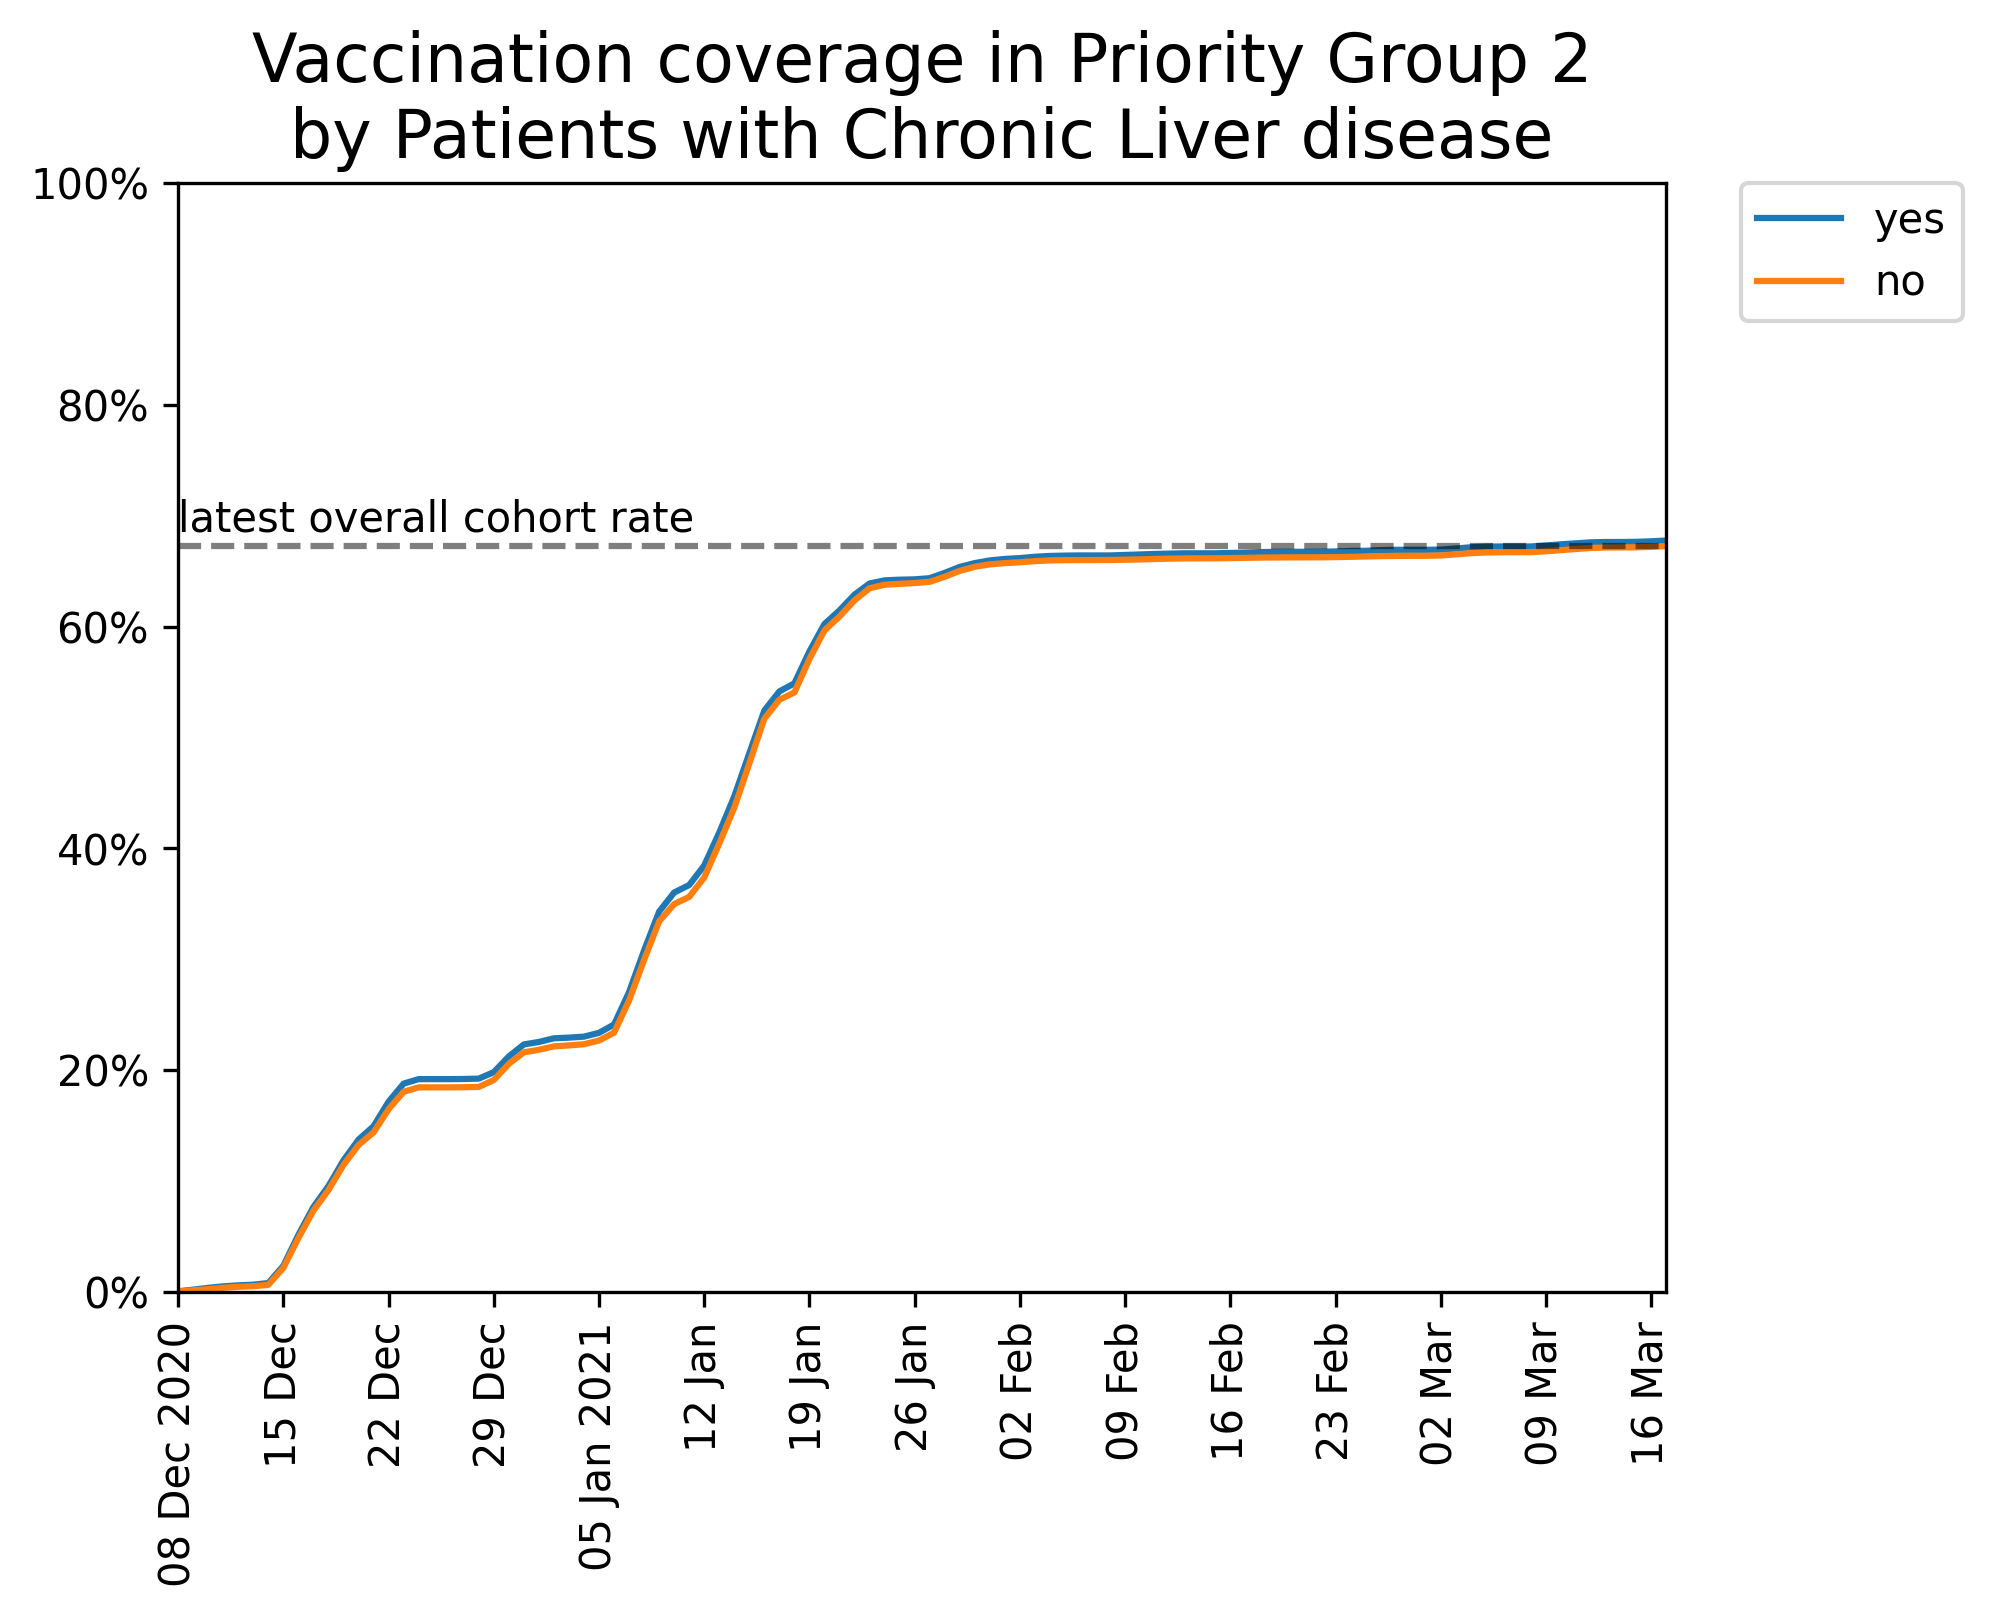 Vaccination coverage in Priority Group 2
by Patients with Chronic Liver disease
100%
80%
60%
40%
20%
0%
latest overall cohort rate
yes
no
08 Dec 2020
15 Dec
22 Dec
29 Dec
05 Jan 2021
12 Jan
19 Jan
26 Jan
02 Feb
09 Feb
16 Feb
23 Feb
02 Mar
09 Mar
16 Mar